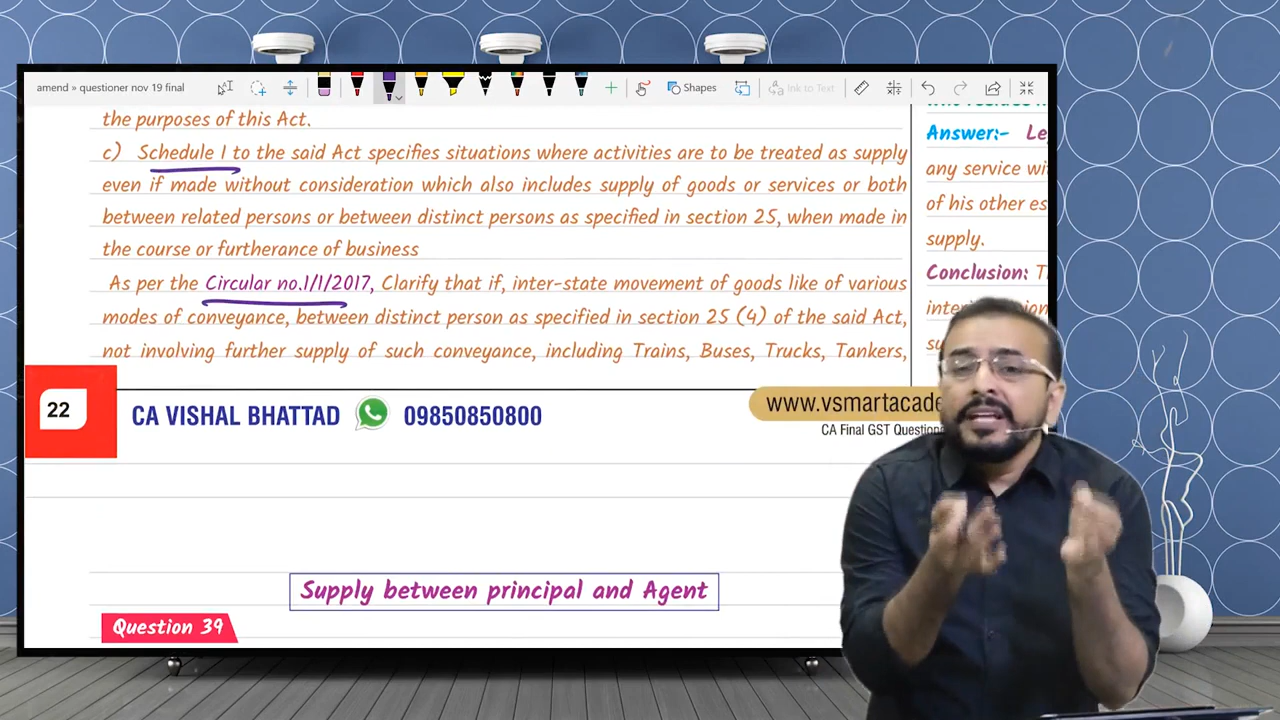 amend » questioner nov 19 final
Shapes
Ink to Text
the purposes of this Act.
c) Schedule 1 to the said Act specifies situations where activities are to be treated as supply
even if made without consideration which also includes supply of goods or services or both
between related persons or between distinct persons as specified in section 25, when made in
the course or furtherance of business
As per the Circular no.1/1/2017, Clarify that if, inter-state movement of goods like of various
modes of conveyance, between distinct person as specified in section 25 (4) of the said Act,
not involving further supply of such conveyance, including Trains, Buses, Trucks, Tankers,
Answer:-
any service
of his other
supply.
Conclusion:
22
CA VISHAL BHATTAD
09850850800
www.vsmartacade
CA Final GST Question
Supply between principal and Agent
Question 39